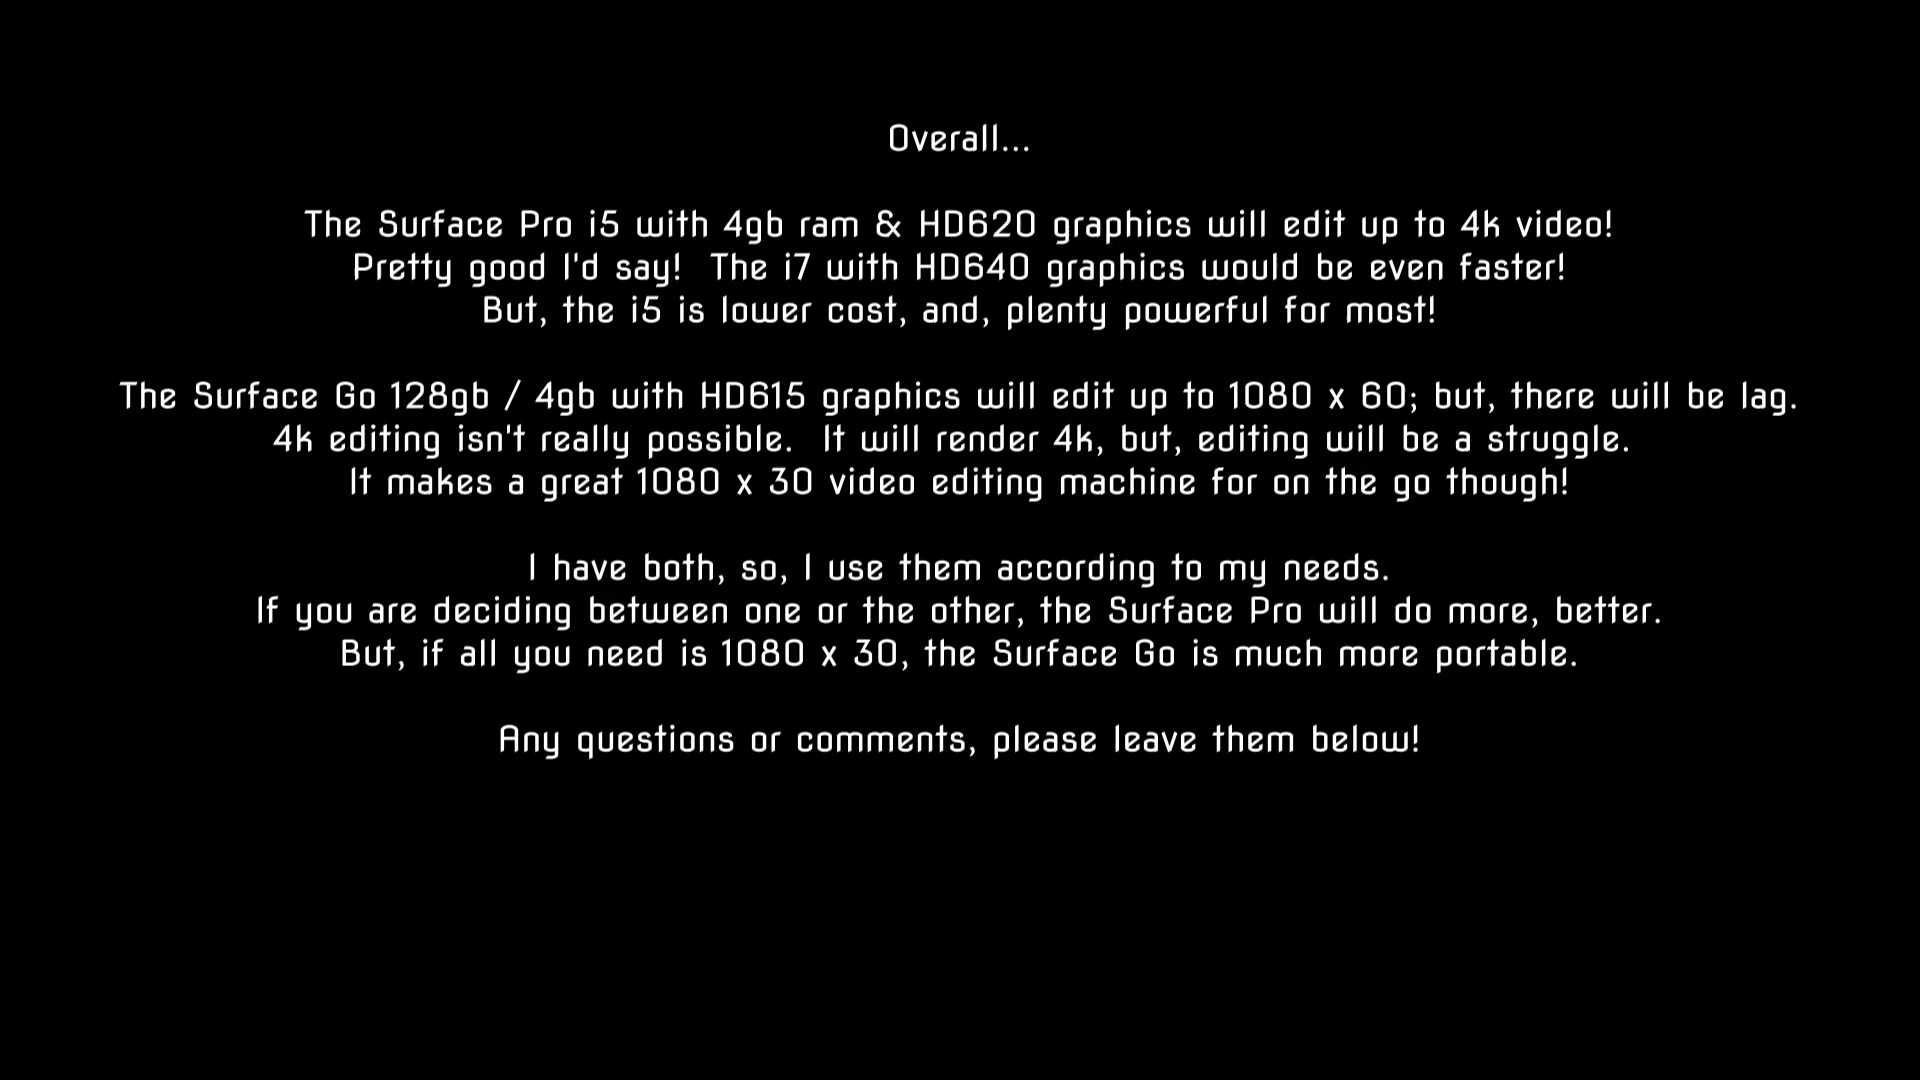 Overall...
The Surface Pro i5 with 4gb ram & HD620 graphics will edit up to 4k video!
Pretty good I'd say!  The i7 with HD640 graphics would be even faster!
But, the i5 is lower cost, and, plenty powerful for most!
The Surface Go 128gb / 4gb with HD615 graphics will edit up to 1080 x 60; but, there will be lag.
4k editing isn't really possible.  It will render 4k, but, editing will be a struggle.
It makes a great 1080 x 30 video editing machine for on the go though!
I have both, so, I use them according to my needs.
If you are deciding between one or the other, the Surface Pro will do more, better.
But, if all you need is 1080 x 30, the Surface Go is much more portable.
Any questions or comments, please leave them below!